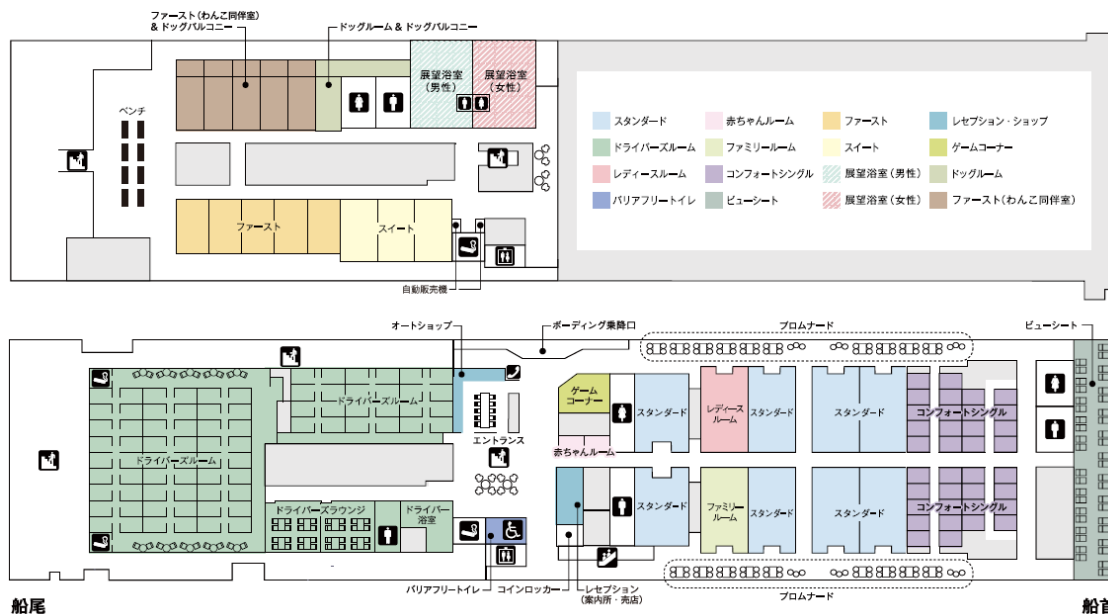 ファースト(わんこ同伴室)
& ドッグバルコニー
ドッグルーム & ドッグバルコニー
展望浴室
(男性)
展望浴室
(女性)
ベンチ
ファースト
スイート
自動販売機
スタンダード
赤ちゃんルーム
ファースト
レセプション・ショップ
ドライバーズルーム
ファミリールーム
スイート
ゲームコーナー
レディースルーム
コンフォートシングル
展望浴室(男性)
ドッグルーム
バリアフリートイレ
ビューシート
展望浴室(女性)
ファースト(わんこ同伴室)
オートショップ
ボーディング乗降口
プロムナード
ビューシート
ドライバーズルーム
ゲーム
コーナー
スタンダード
レディース
ルーム
スタンダード
スタンダード
コンフォートシングル
エントランス
赤ちゃんルーム
ドライバーズルーム
ドライバーズラウンジ
ドライバー
浴室
スタンダード
ファミリー
ルーム
スタンダード
スタンダード
コンフォートシングル
バリアフリートイレ
コインロッカー
レセプション
(案内所・売店)
プロムナード
船尾
船首